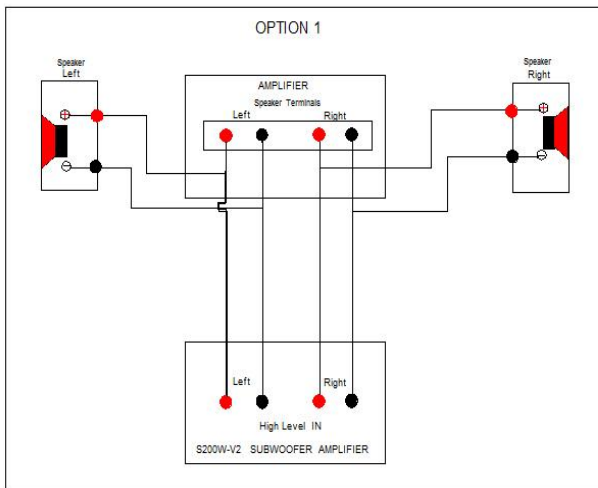 OPTION 1
Speaker
Left
Speaker
Right
AMPLIFIER
Speaker Terminals
Left
Right
Left
Right
High Level IN
S200W-V2 SUBWOOFER AMPLIFIER